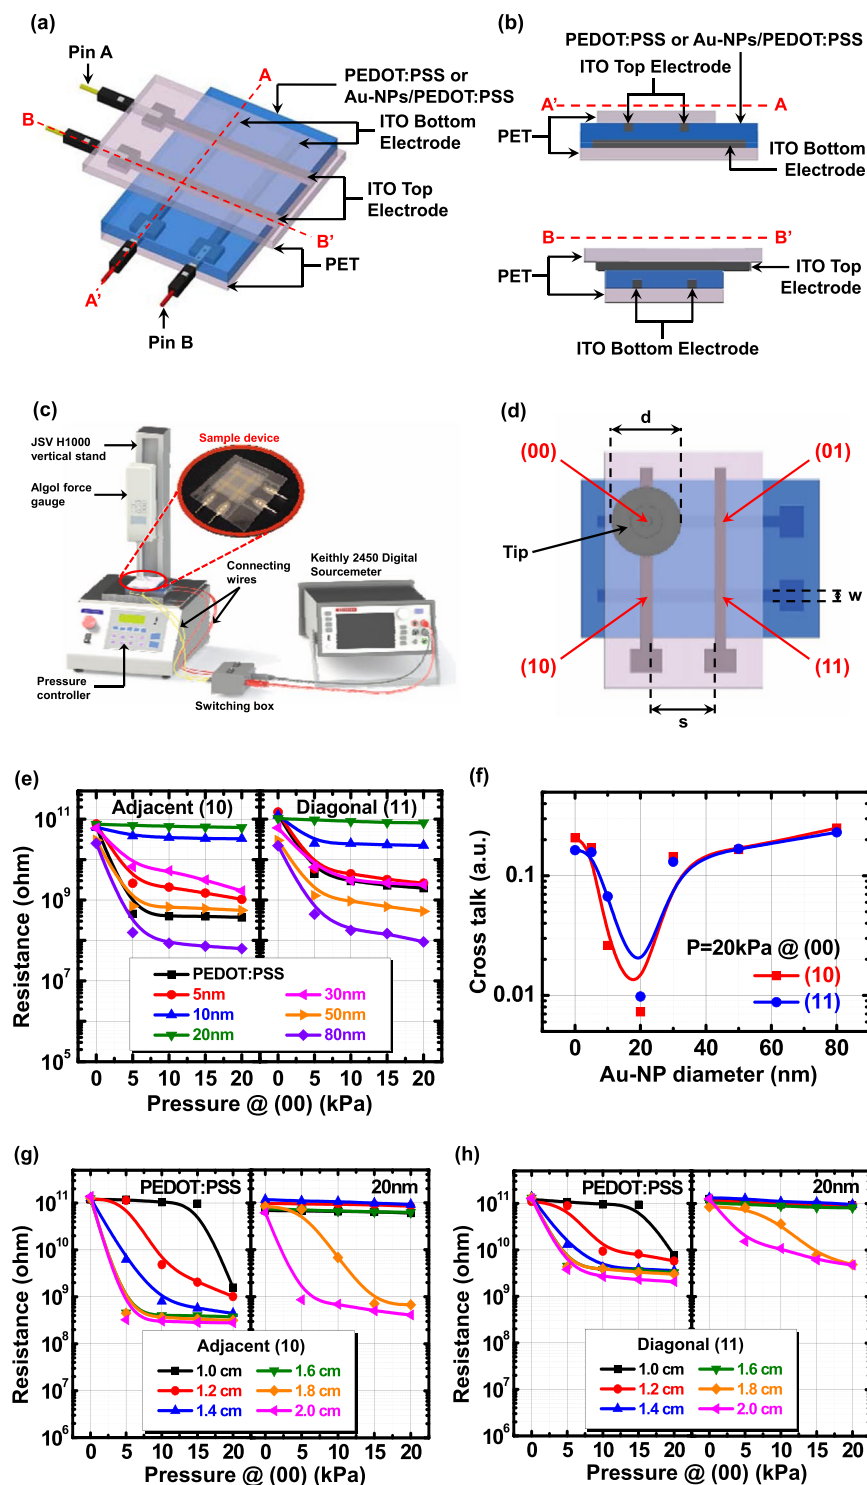 (a)
Pin A
A
PEDOT:PSS or
Au-NPs/PEDOT:PSS
ITO Bottom
Electrode
B
ITO Top
Electrode
B'
PET
A'
Pin B
(b)
PEDOT:PSS or Au-NPs/PEDOT:PSS
ITO Top Electrode
A' A
PET
ITO Bottom
Electrode
B B'
PET
ITO Top
Electrode
ITO Bottom Electrode
(c)
JSV H1000
vertical stand
Sample device
Algol force
gauge
Connecting
wires
Keithly 2450 Digital
Sourcemeter
Pressure
controller
Switching box
(d)
d
(00) (01)
Tip
w
(10) (11)
s
(e)
Adjacent (10) Diagonal (11)
Resistance (ohm)
10^11
10^9
10^7
10^5
PEDOT:PSS
5nm 30nm
10nm 50nm
20nm 80nm
0 5 10 15 20 0 5 10 15 20
Pressure @ (00) (kPa)
(f)
Cross talk (a.u.)
0.1
0.01
P=20kPa @ (00)
(10)
(11)
0 20 40 60 80
Au-NP diameter (nm)
(g)
PEDOT:PSS 20nm
Resistance (ohm)
10^11
10^10
10^9
10^8
10^7
10^6
Adjacent (10)
1.0 cm 1.6 cm
1.2 cm 1.8 cm
1.4 cm 2.0 cm
0 5 10 15 20 0 5 10 15 20
Pressure @ (00) (kPa)
(h)
PEDOT:PSS 20nm
Resistance (ohm)
10^11
10^10
10^9
10^8
10^7
10^6
Diagonal (11)
1.0 cm 1.6 cm
1.2 cm 1.8 cm
1.4 cm 2.0 cm
0 5 10 15 20 0 5 10 15 20
Pressure @ (00) (kPa)